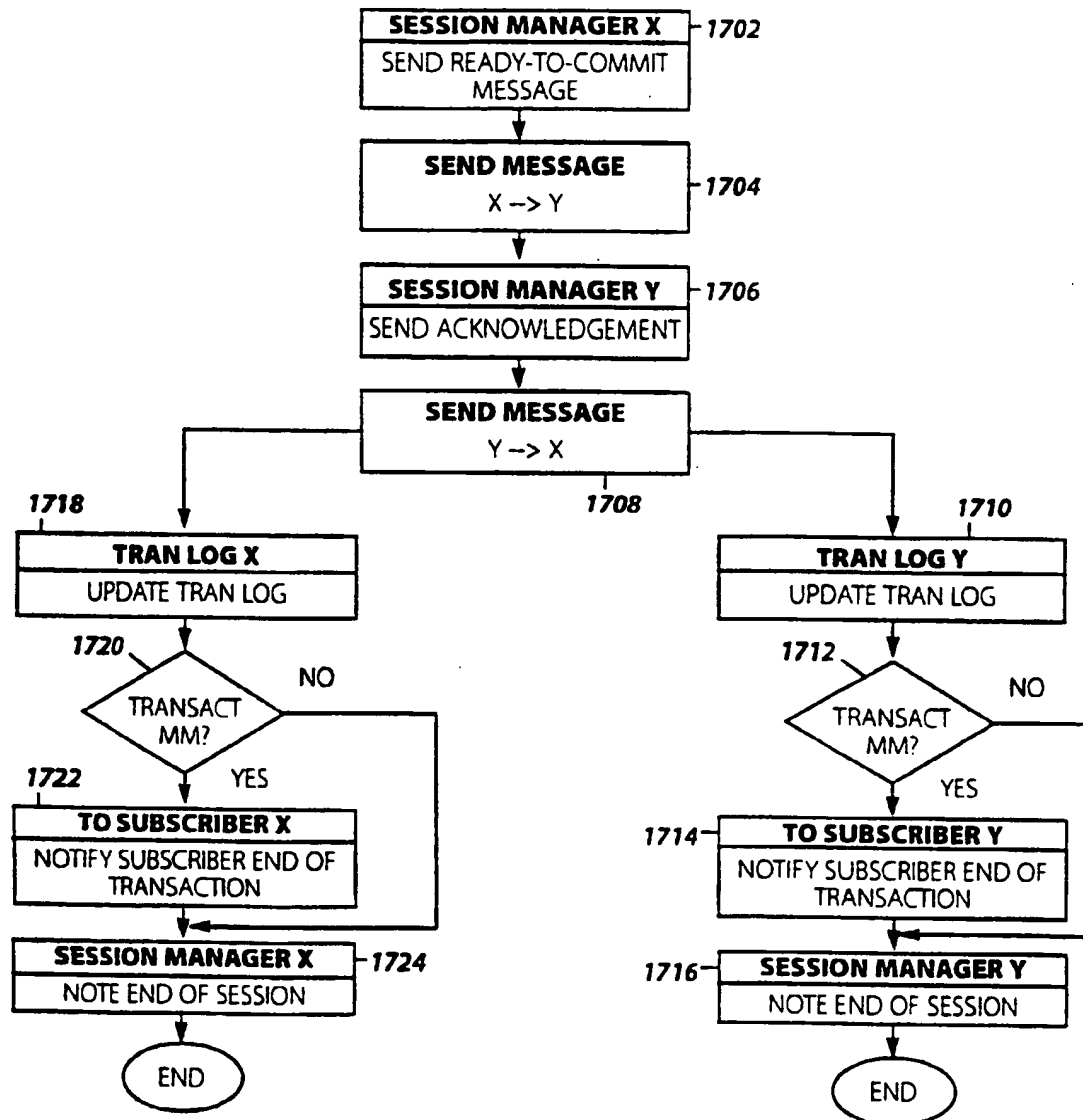 SESSION MANAGER X
1702
SEND READY-TO-COMMIT
MESSAGE
SEND MESSAGE
1704
X --> Y
SESSION MANAGER Y
1706
SEND ACKNOWLEDGEMENT
SEND MESSAGE
Y --> X
1708
1718
TRAN LOG X
UPDATE TRAN LOG
1720
NO
TRANSACT
MM?
YES
1722
TO SUBSCRIBER X
NOTIFY SUBSCRIBER END OF
TRANSACTION
SESSION MANAGER X
1724
NOTE END OF SESSION
END
1710
TRAN LOG Y
UPDATE TRAN LOG
1712
NO
TRANSACT
MM?
YES
1714
TO SUBSCRIBER Y
NOTIFY SUBSCRIBER END OF
TRANSACTION
1716
SESSION MANAGER Y
NOTE END OF SESSION
END